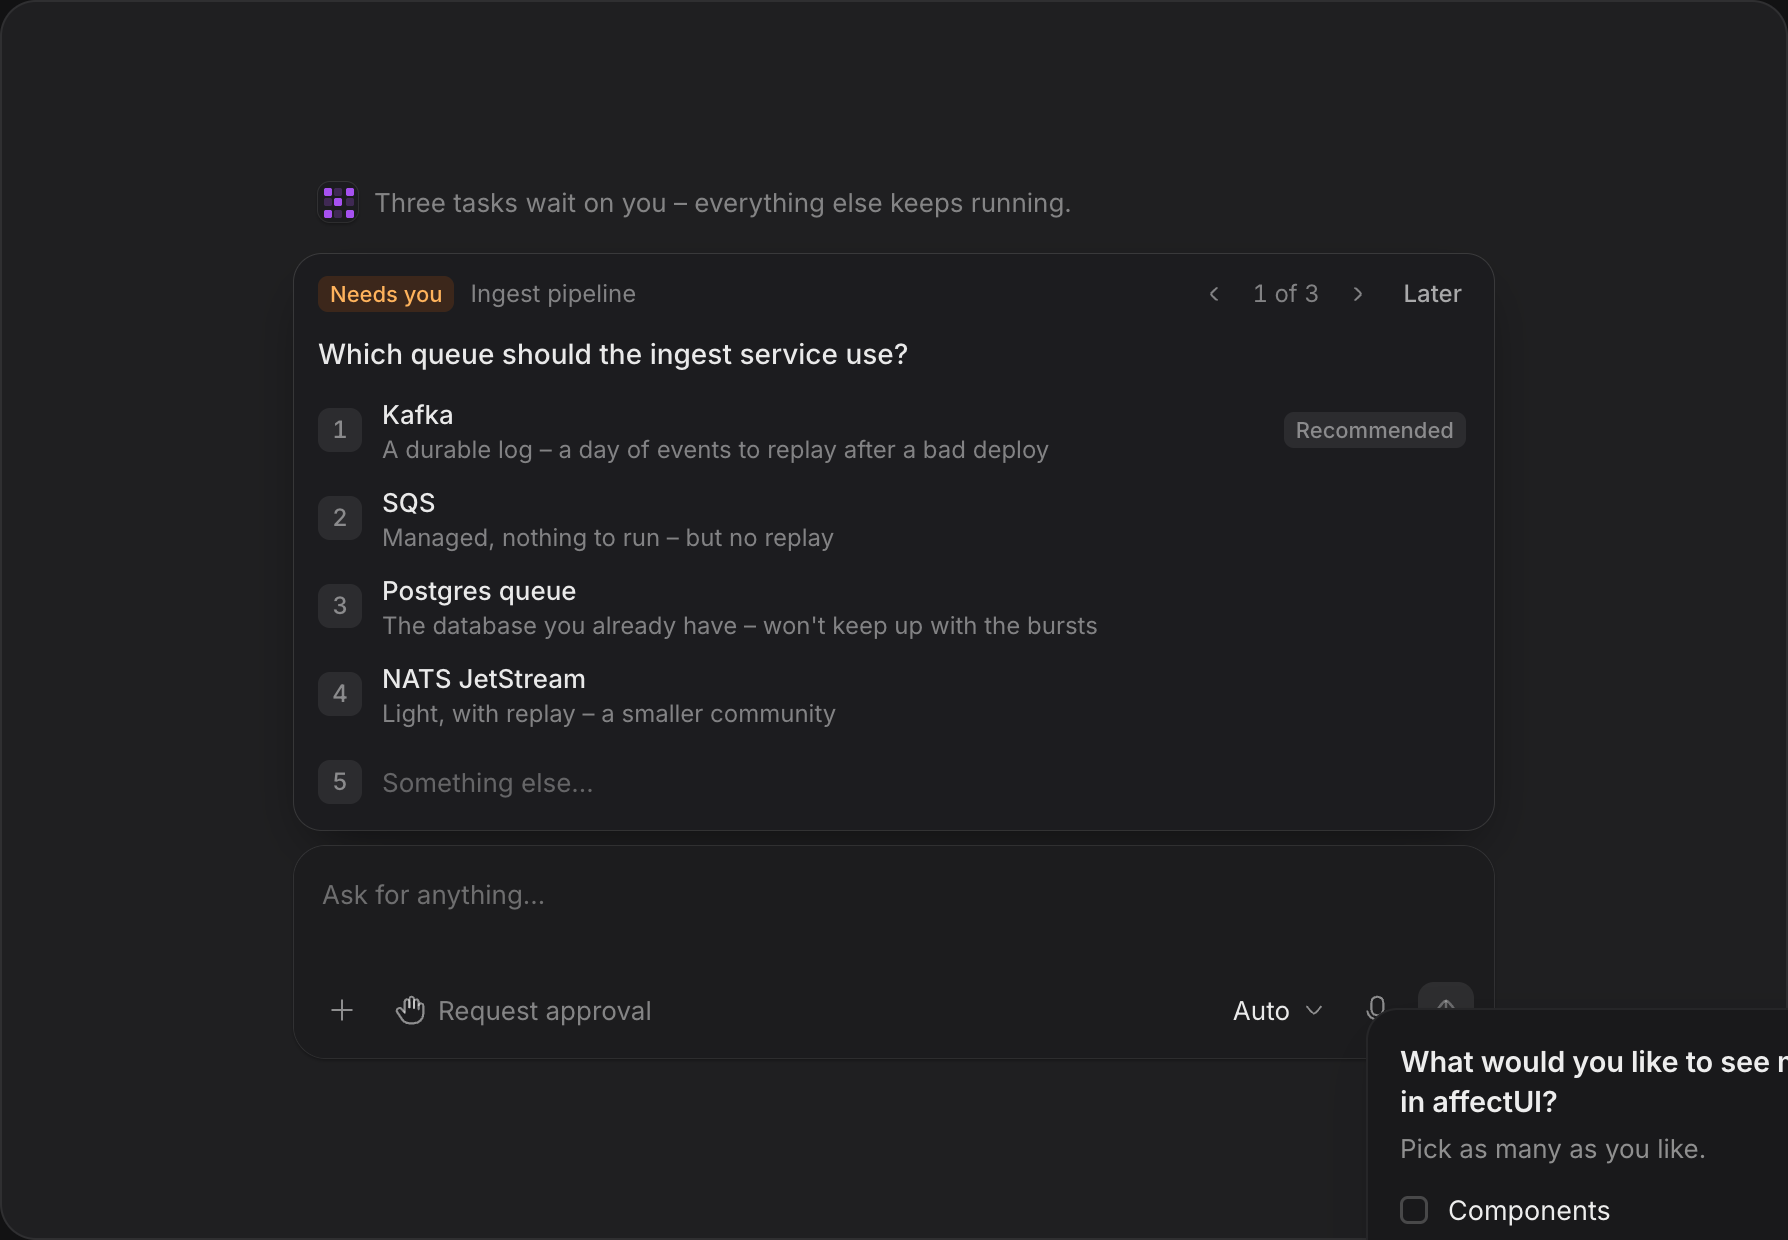 Three tasks wait on you – everything else keeps running.
Needs you Ingest pipeline 1 of 3 Later
Which queue should the ingest service use?
1 Kafka
A durable log – a day of events to replay after a bad deploy
Recommended
2 SQS
Managed, nothing to run – but no replay
3 Postgres queue
The database you already have – won't keep up with the bursts
4 NATS JetStream
Light, with replay – a smaller community
5 Something else...
Ask for anything...
Request approval Auto
What would you like to see
in affectUI?
Pick as many as you like.
Components